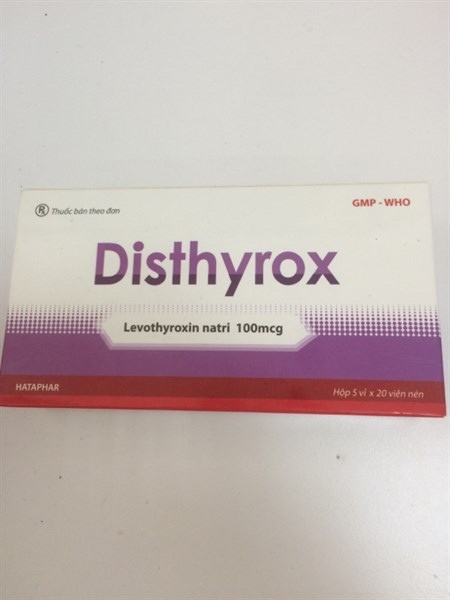 GMP - WHO
R Thuốc bán theo đơn
Disthyrox
Levothyroxin natri 100mcg
HATAPHAR
Hộp 5 vỉ x 20 viên nén